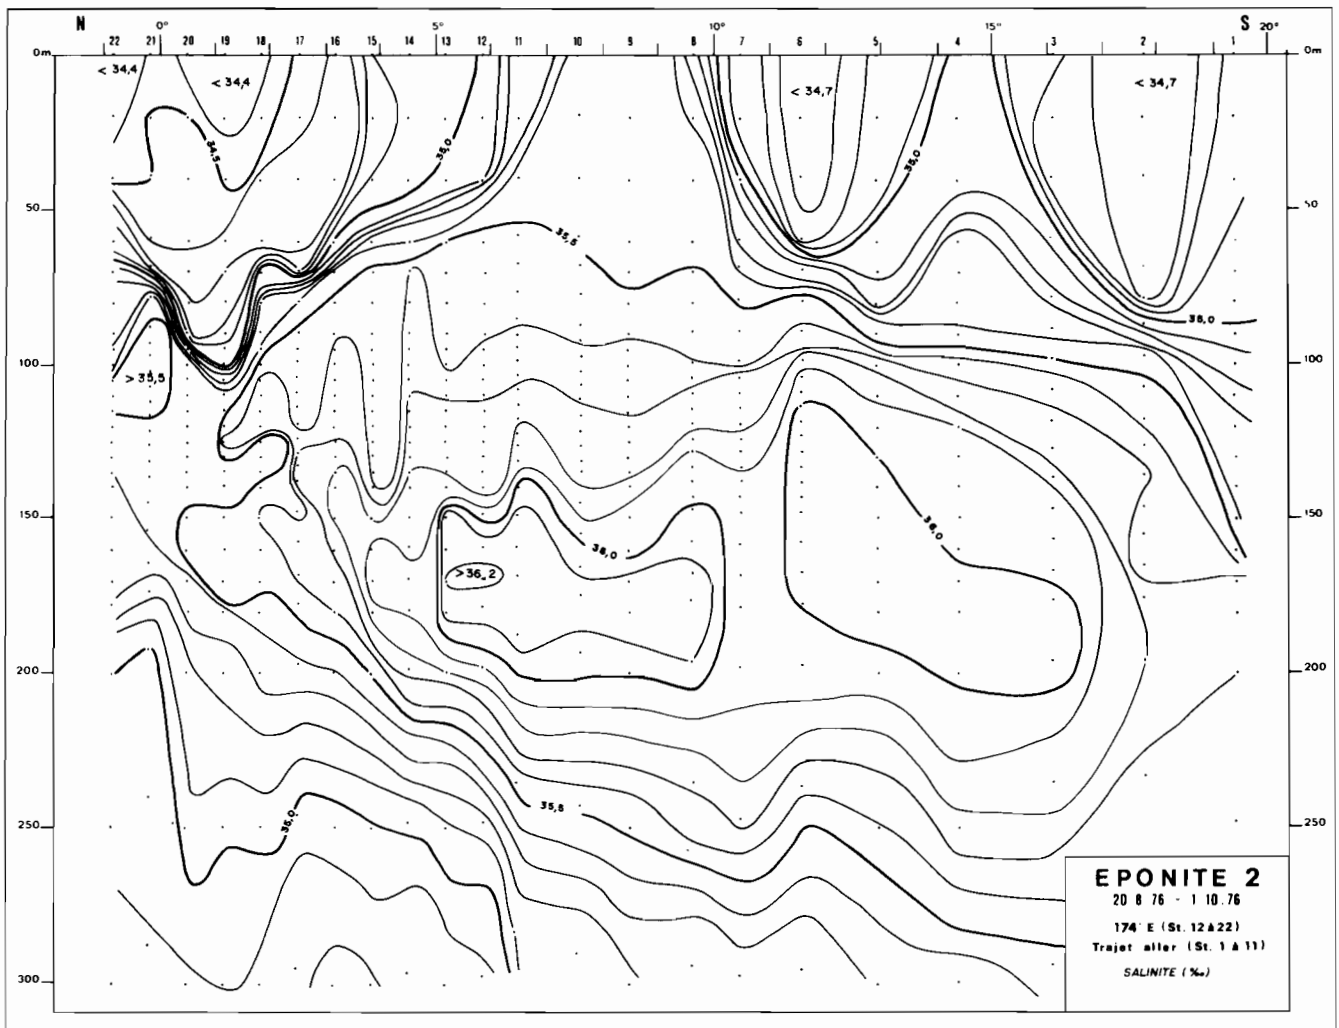 N 0° 5° 10° 15° S 20°
22 21 20 19 18 17 16 15 14 13 12 11 10 9 8 7 6 5 4 3 2 1
0m 0m
< 34,4 < 34,4 < 34,7 < 34,7
34,5 35,0 35,0
50 50
35,5
35,0
100 100
> 35,5
150 150
36,0 36,0
> 36,2
200 200
250 35,0 35,5 250
300
EPONITE 2
20 8 76 - 1 10.76
174° E (St. 12 à 22)
Trajet aller (St. 1 à 11)
SALINITE (‰)